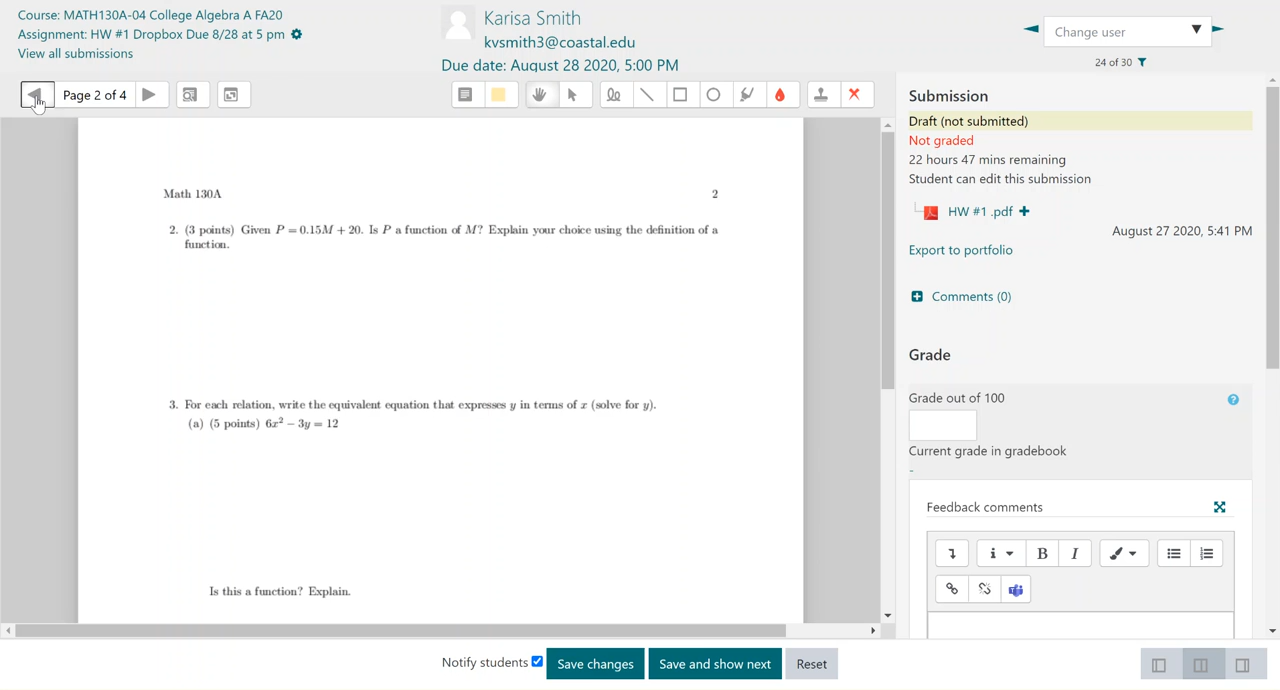 Course: MATH130A-04 College Algebra A FA20
Assignment: HW #1 Dropbox Due 8/28 at 5 pm
View all submissions
Karisa Smith
kvsmith3@coastal.edu
Due date: August 28 2020, 5:00 PM
Change user
24 of 30
Page 2 of 4
Math 130A 2
2. (3 points) Given P = 0.15M + 20. Is P a function of M? Explain your choice using the definition of a
function.
3. For each relation, write the equivalent equation that expresses y in terms of x (solve for y).
(a) (5 points) 6x² − 3y = 12
Is this a function? Explain.
Submission
Draft (not submitted)
Not graded
22 hours 47 mins remaining
Student can edit this submission
HW #1 .pdf
August 27 2020, 5:41 PM
Export to portfolio
Comments (0)
Grade
Grade out of 100
Current grade in gradebook
-
Feedback comments
B I
Notify students
Save changes
Save and show next
Reset